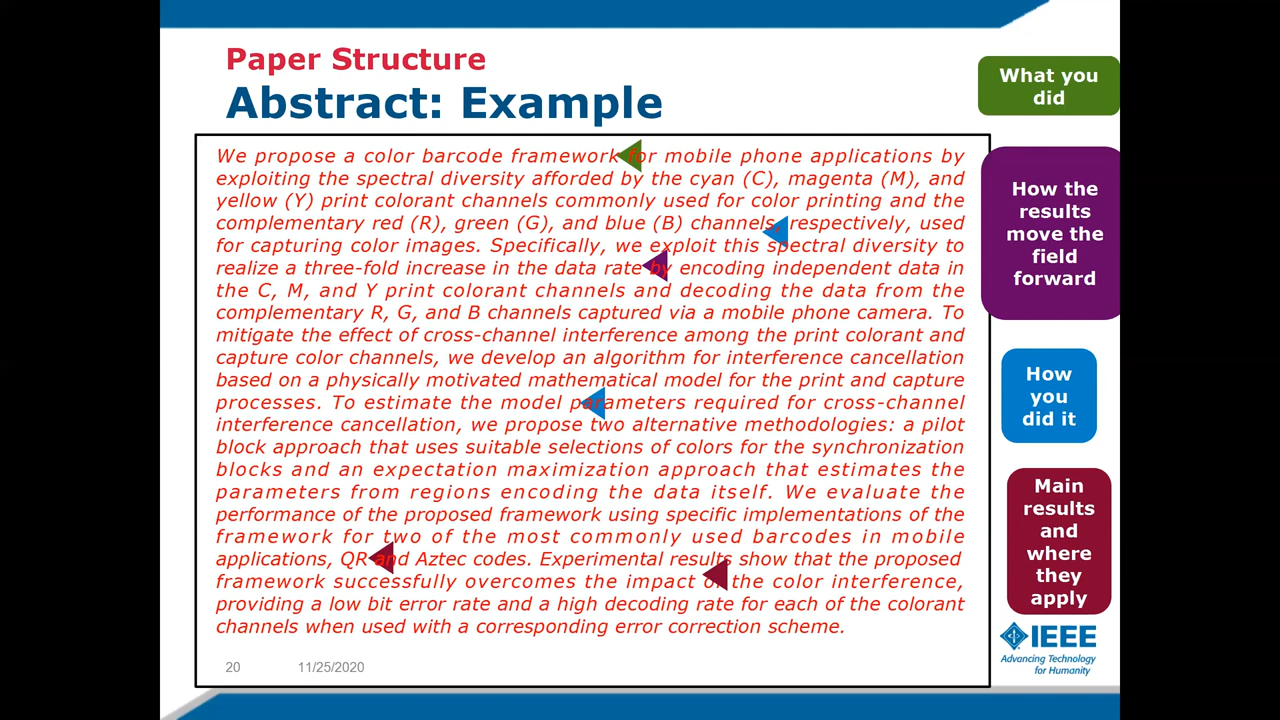 Paper Structure
Abstract: Example
We propose a color barcode framework for mobile phone applications by
exploiting the spectral diversity afforded by the cyan (C), magenta (M), and
yellow (Y) print colorant channels commonly used for color printing and the
complementary red (R), green (G), and blue (B) channels, respectively, used
for capturing color images. Specifically, we exploit this spectral diversity to
realize a three-fold increase in the data rate by encoding independent data in
the C, M, and Y print colorant channels and decoding the data from the
complementary R, G, and B channels captured via a mobile phone camera. To
mitigate the effect of cross-channel interference among the print colorant and
capture color channels, we develop an algorithm for interference cancellation
based on a physically motivated mathematical model for the print and capture
processes. To estimate the model parameters required for cross-channel
interference cancellation, we propose two alternative methodologies: a pilot
block approach that uses suitable selections of colors for the synchronization
blocks and an expectation maximization approach that estimates the
parameters from regions encoding the data itself. We evaluate the
performance of the proposed framework using specific implementations of the
framework for two of the most commonly used barcodes in mobile
applications, QR and Aztec codes. Experimental results show that the proposed
framework successfully overcomes the impact of the color interference,
providing a low bit error rate and a high decoding rate for each of the colorant
channels when used with a corresponding error correction scheme.
What you
did
How the
results
move the
field
forward
How
you
did it
Main
results
and
where
they
apply
IEEE
Advancing Technology
for Humanity
20
11/25/2020